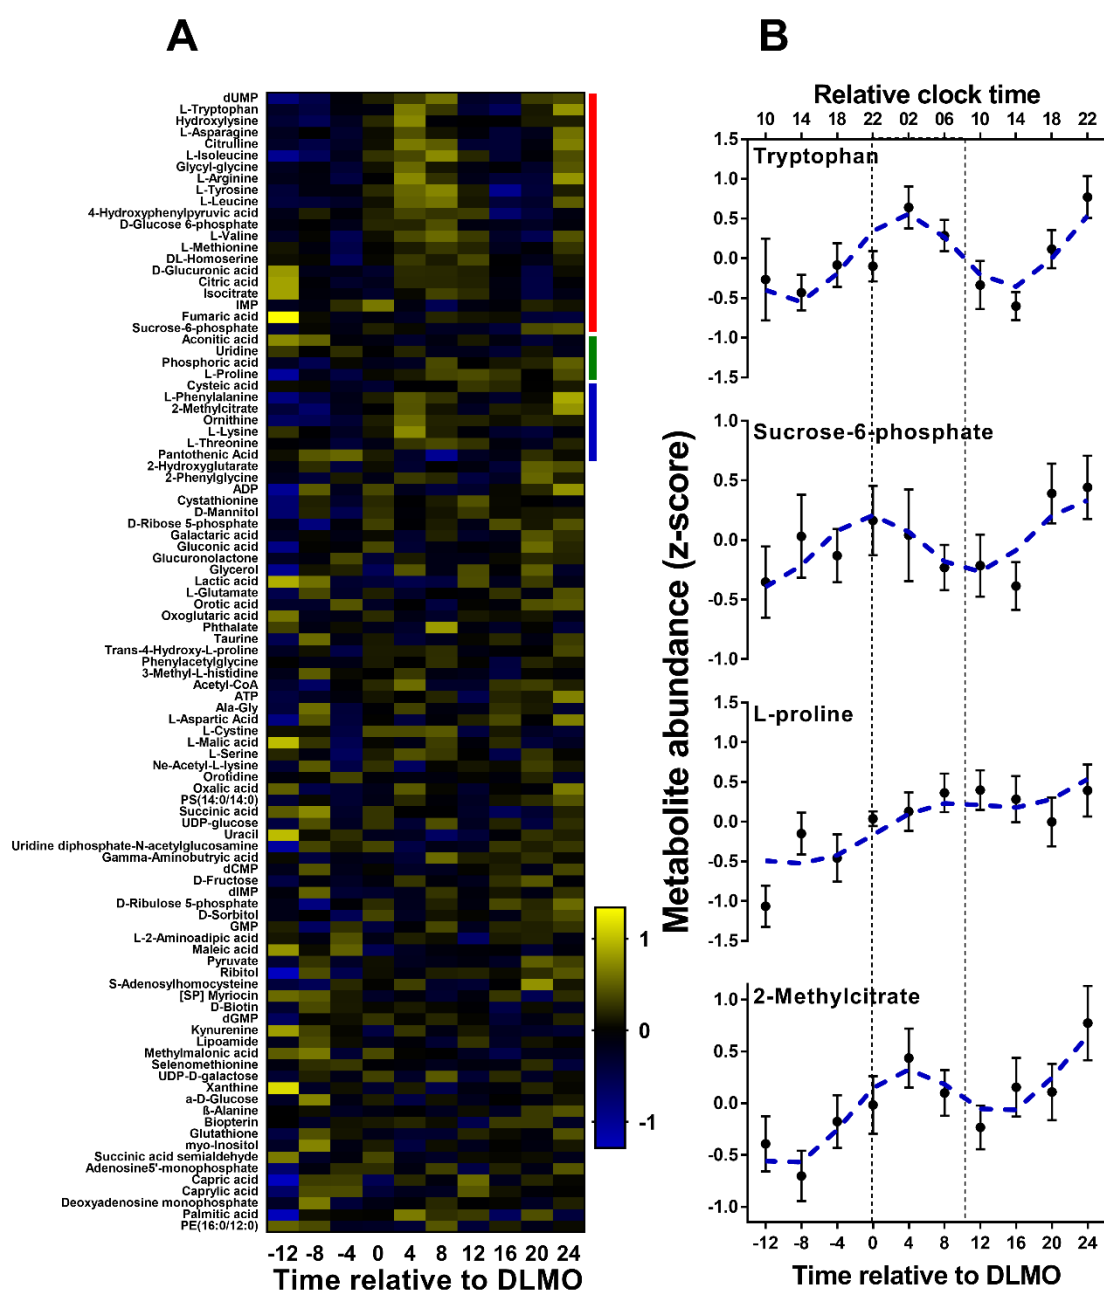 A
dUMP
L-Tryptophan
Hydroxylysine
L-Asparagine
Citrulline
L-Isoleucine
Glycyl-glycine
L-Arginine
L-Tyrosine
L-Leucine
4-Hydroxyphenylpyruvic acid
D-Glucose 6-phosphate
L-Valine
L-Methionine
DL-Homoserine
D-Glucuronic acid
Citric acid
Isocitrate
IMP
Fumaric acid
Sucrose-6-phosphate
Aconitic acid
Uridine
Phosphoric acid
L-Proline
Cysteic acid
L-Phenylalanine
2-Methylcitrate
Ornithine
L-Lysine
L-Threonine
Pantothenic Acid
2-Hydroxyglutarate
2-Phenylglycine
ADP
Cystathionine
D-Mannitol
D-Ribose 5-phosphate
Galactaric acid
Gluconic acid
Glucuronolactone
Glycerol
Lactic acid
L-Glutamate
Orotic acid
Oxoglutaric acid
Phthalate
Taurine
Trans-4-Hydroxy-L-proline
Phenylacetylglycine
3-Methyl-L-histidine
Acetyl-CoA
ATP
Ala-Gly
L-Aspartic Acid
L-Cystine
L-Malic acid
L-Serine
Ne-Acetyl-L-lysine
Orotidine
Oxalic acid
PS(14:0/14:0)
Succinic acid
UDP-glucose
Uracil
Uridine diphosphate-N-acetylglucosamine
Gamma-Aminobutryic acid
dCMP
D-Fructose
dIMP
D-Ribulose 5-phosphate
D-Sorbitol
GMP
L-2-Aminoadipic acid
Maleic acid
Pyruvate
Ribitol
S-Adenosylhomocysteine
[SP] Myriocin
D-Biotin
dGMP
Kynurenine
Lipoamide
Methylmalonic acid
Selenomethionine
UDP-D-galactose
Xanthine
a-D-Glucose
ß-Alanine
Biopterin
Glutathione
myo-Inositol
Succinic acid semialdehyde
Adenosine5'-monophosphate
Capric acid
Caprylic acid
Deoxyadenosine monophosphate
Palmitic acid
PE(16:0/12:0)
-12 -8 -4 0 4 8 12 16 20 24
Time relative to DLMO
1
0
-1
B
Relative clock time
10 14 18 22 02 06 10 14 18 22
Metabolite abundance (z-score)
Tryptophan
1.5
1.0
0.5
0.0
-0.5
-1.0
-1.5
Sucrose-6-phosphate
1.0
0.5
0.0
-0.5
-1.0
L-proline
1.5
1.0
0.5
0.0
-0.5
-1.0
-1.5
2-Methylcitrate
1.0
0.5
0.0
-0.5
-1.0
-12 -8 -4 0 4 8 12 16 20 24
Time relative to DLMO